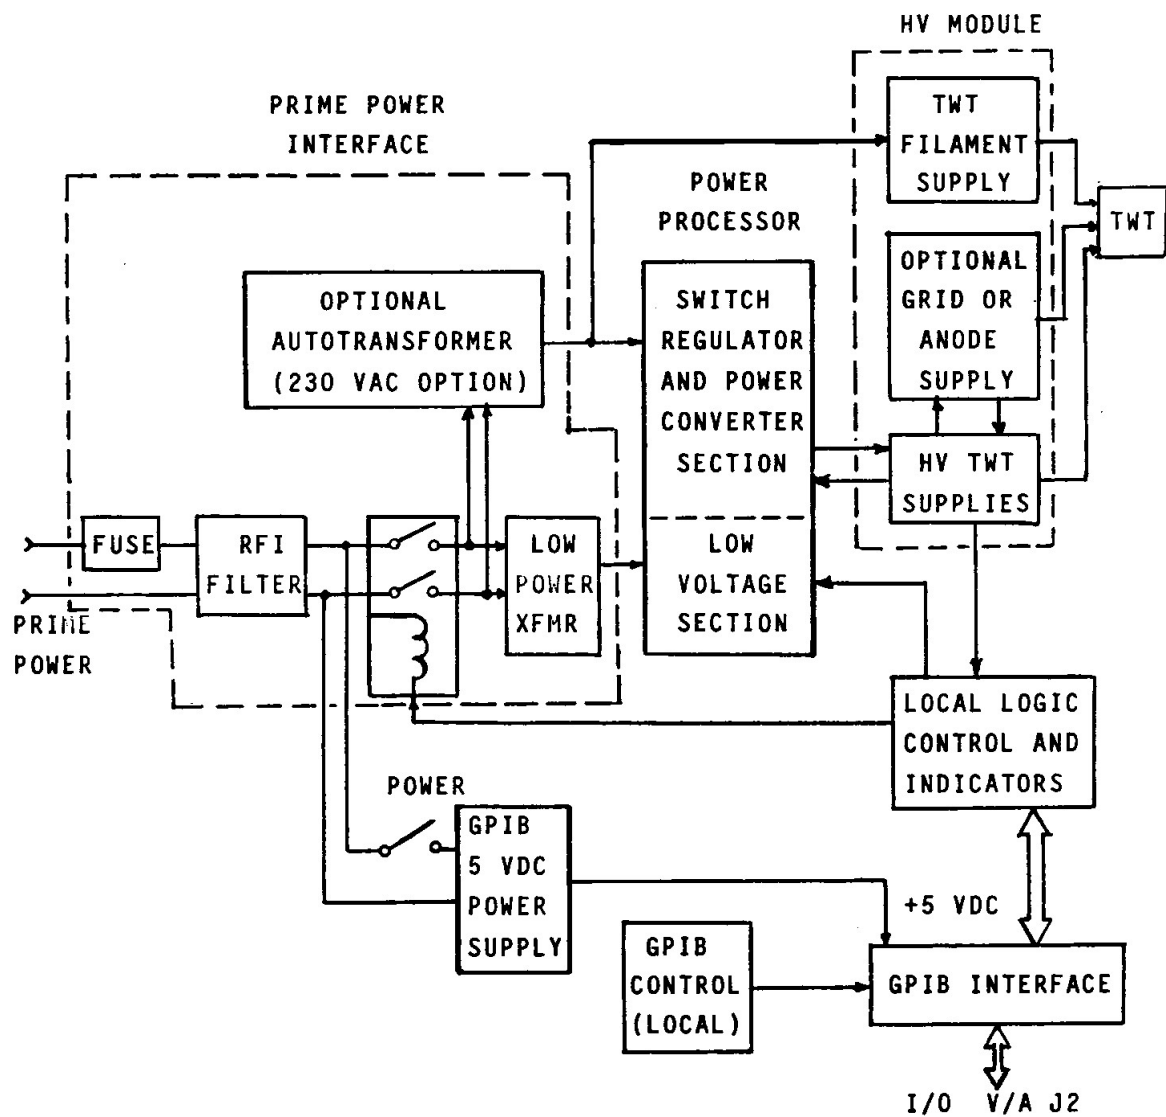 HV MODULE
PRIME POWER
INTERFACE
TWT
FILAMENT
SUPPLY
POWER
PROCESSOR
TWT
OPTIONAL
GRID OR
ANODE
SUPPLY
OPTIONAL
AUTOTRANSFORMER
(230 VAC OPTION)
SWITCH
REGULATOR
AND POWER
CONVERTER
SECTION
HV TWT
SUPPLIES
FUSE
RFI
FILTER
LOW
POWER
XFMR
LOW
VOLTAGE
SECTION
PRIME
POWER
LOCAL LOGIC
CONTROL AND
INDICATORS
POWER
GPIB
5 VDC
POWER
SUPPLY
+5 VDC
GPIB
CONTROL
(LOCAL)
GPIB INTERFACE
I/O V/A J2